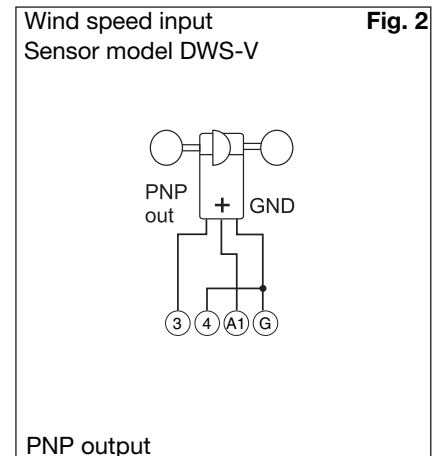 Wind speed input Fig. 2
Sensor model DWS-V
PNP
out
+ GND
3 4 A1 G
PNP output